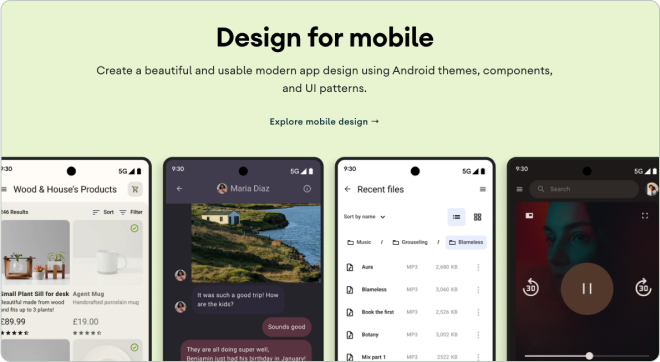 Design for mobile
Create a beautiful and usable modern app design using Android themes, components,
and UI patterns.
Explore mobile design →
9:30
5G
Wood & House's Products
246 Results
Sort
Filter
Small Plant Sill for desk
Beautiful made from wood
and fits up to 3 plants!
£89.99
Agent Mug
Handcrafted porcelain mug
£19.00
9:30
5G
Maria Diaz
It was such a good trip! How
are the kids?
Sounds good
They are all doing super well,
Benjamin just had his birthday in January!
9:30
5G
Recent files
Sort by name
Music / Grouseling / Blameless
Aura MP3 2,680 KB
Blameless MP3 3,060 KB
Book the first MP3 2,526 KB
Botany MP3 3,002 KB
Mix part 1 MP3 2522 KB
9:30
5G
Search
30
30